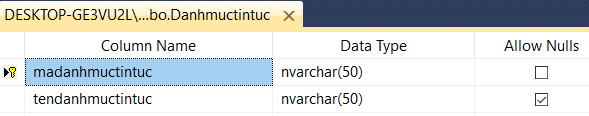 DESKTOP-GE3VU2L\...bo.Danhmuctintuc
Column Name Data Type Allow Nulls
madanhmuctintuc nvarchar(50)
tendanhmuctintuc nvarchar(50)